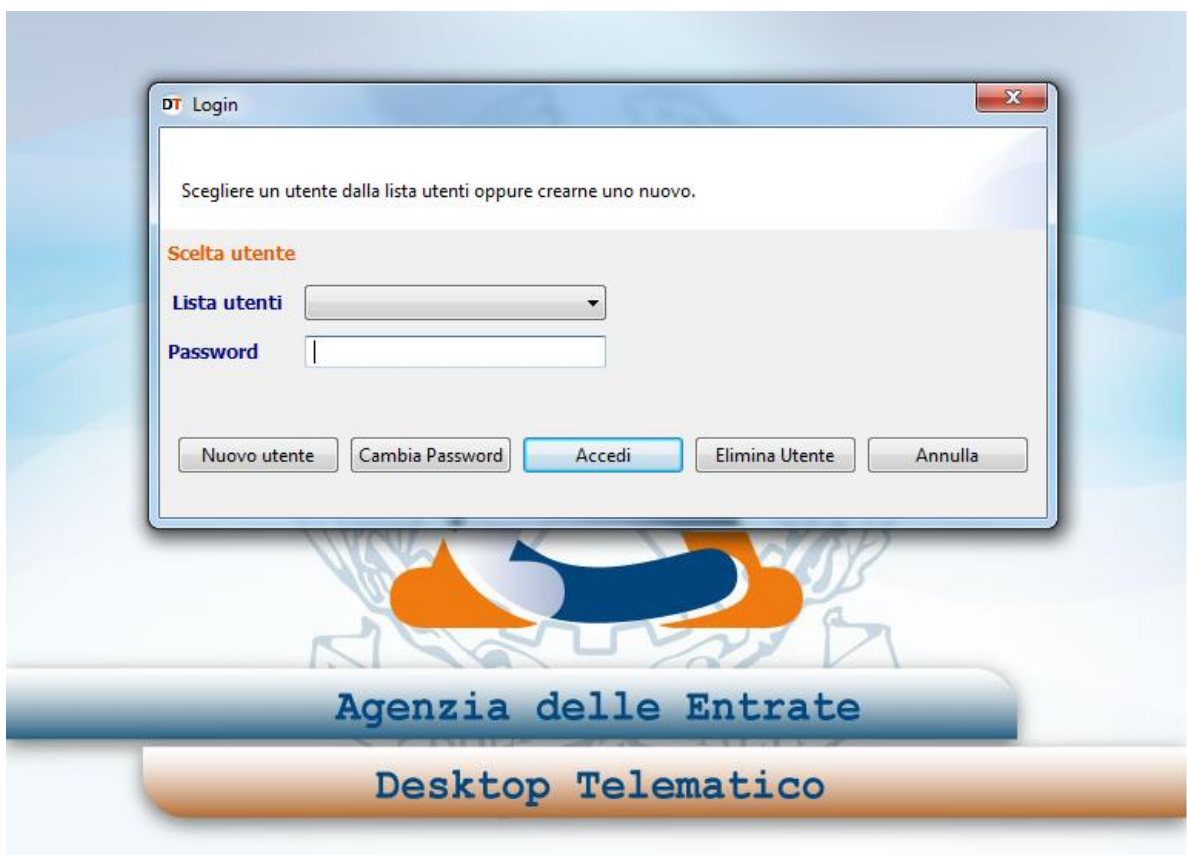 DT Login
Scegliere un utente dalla lista utenti oppure crearne uno nuovo.
Scelta utente
Lista utenti
Password
Nuovo utente Cambia Password Accedi Elimina Utente Annulla
Agenzia delle Entrate
Desktop Telematico